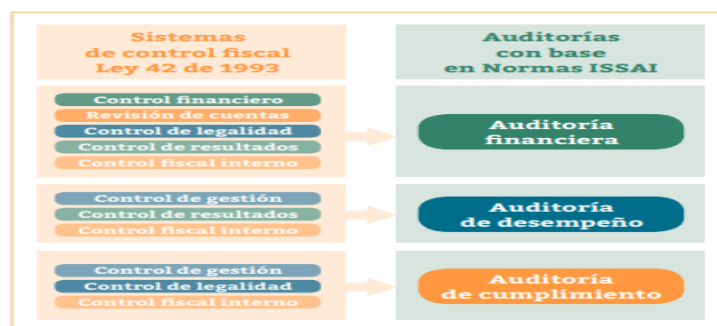 Sistemas
de control fiscal
Ley 42 de 1993
Auditorías
con base
en Normas ISSAI
Control financiero
Revisión de cuentas
Control de legalidad
Control de resultados
Control fiscal interno
Auditoría
financiera
Control de gestión
Control de resultados
Control fiscal interno
Auditoría
de desempeño
Control de gestión
Control de legalidad
Control fiscal interno
Auditoría
de cumplimiento